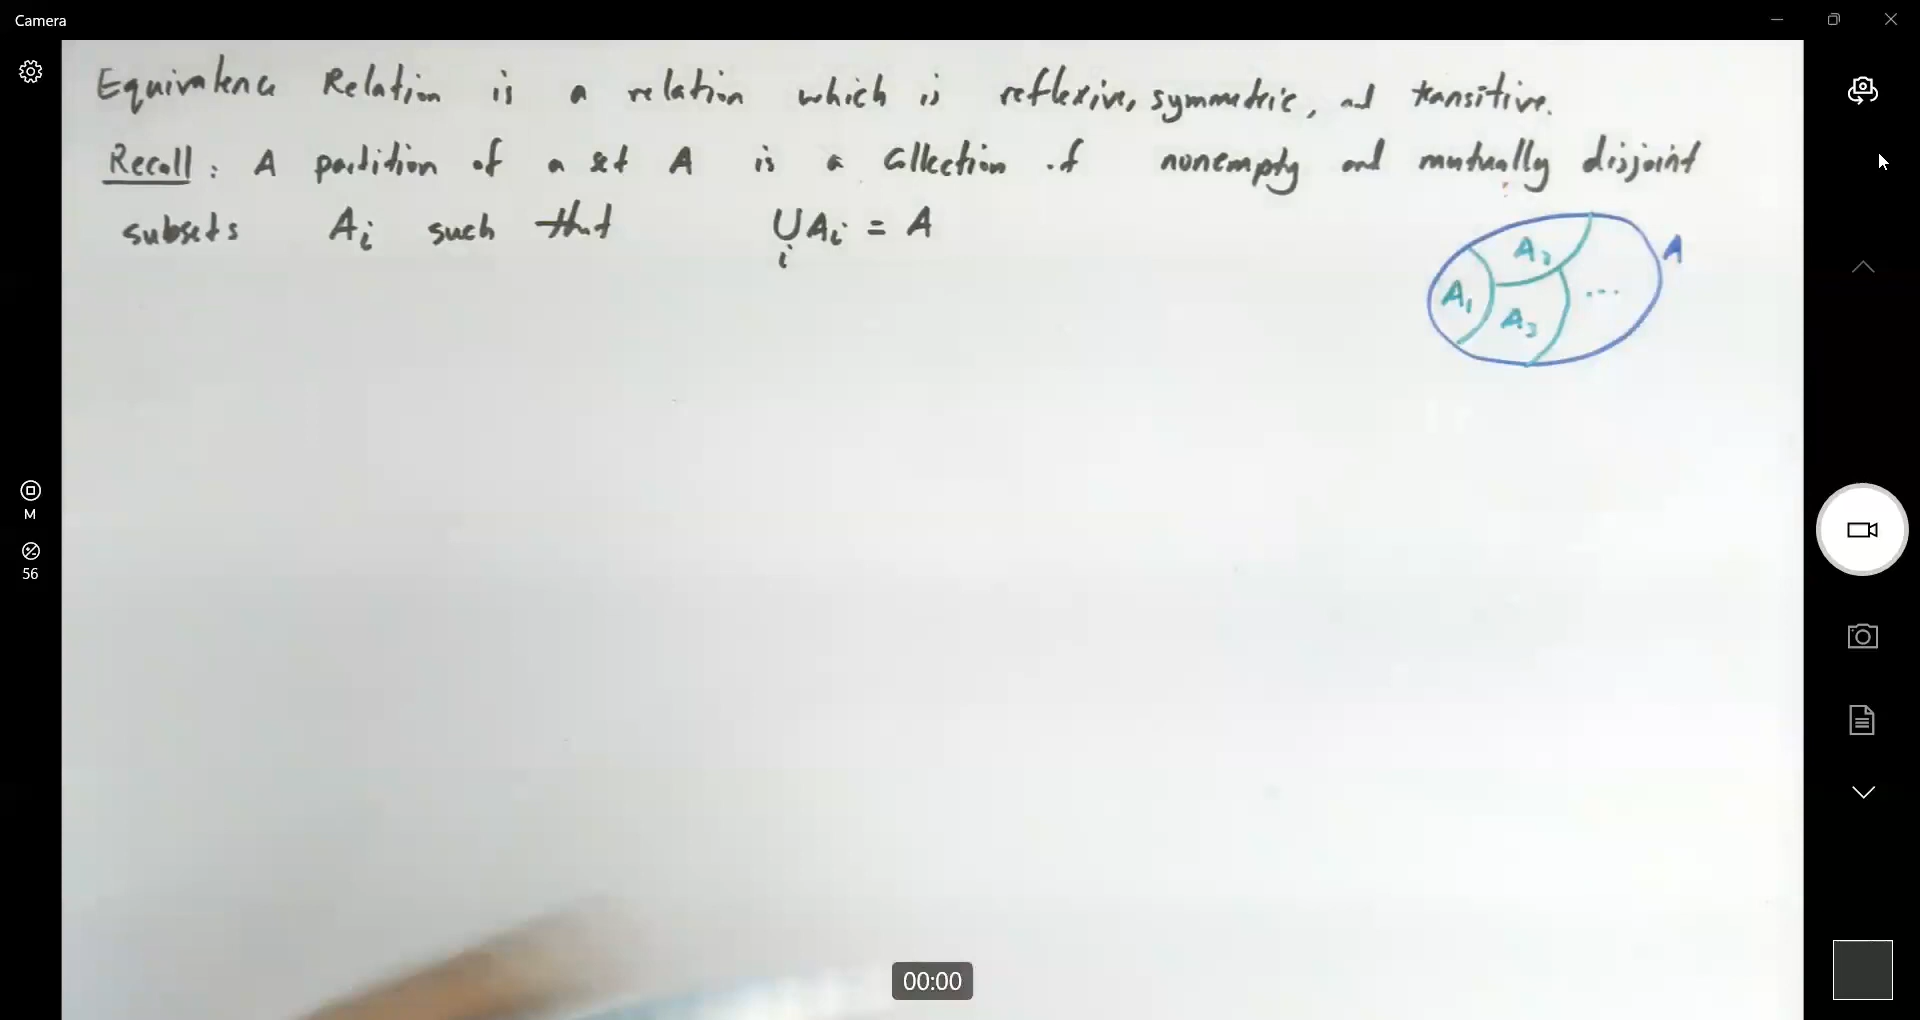 Camera
Equivalence Relation is a relation which is reflexive, symmetric, and transitive.
Recall: A partition of a set A is a collection of nonempty and mutually disjoint
subsets Aᵢ such that ⋃ᵢ Aᵢ = A
A₂ A
A₁ ...
A₃
M
56
00:00